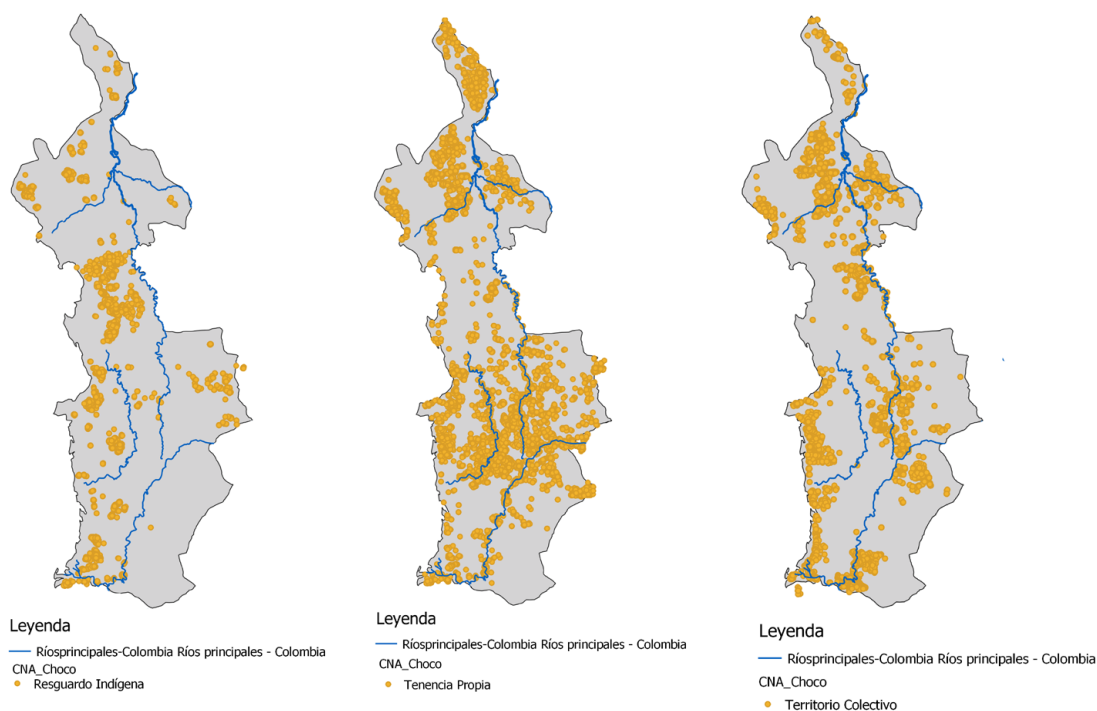 Leyenda
Ríosprincipales-Colombia Ríos principales - Colombia
CNA_Choco
Resguardo Indígena
Leyenda
Ríosprincipales-Colombia Ríos principales - Colombia
CNA_Choco
Tenencia Propia
Leyenda
Ríosprincipales-Colombia Ríos principales - Colombia
CNA_Choco
Territorio Colectivo